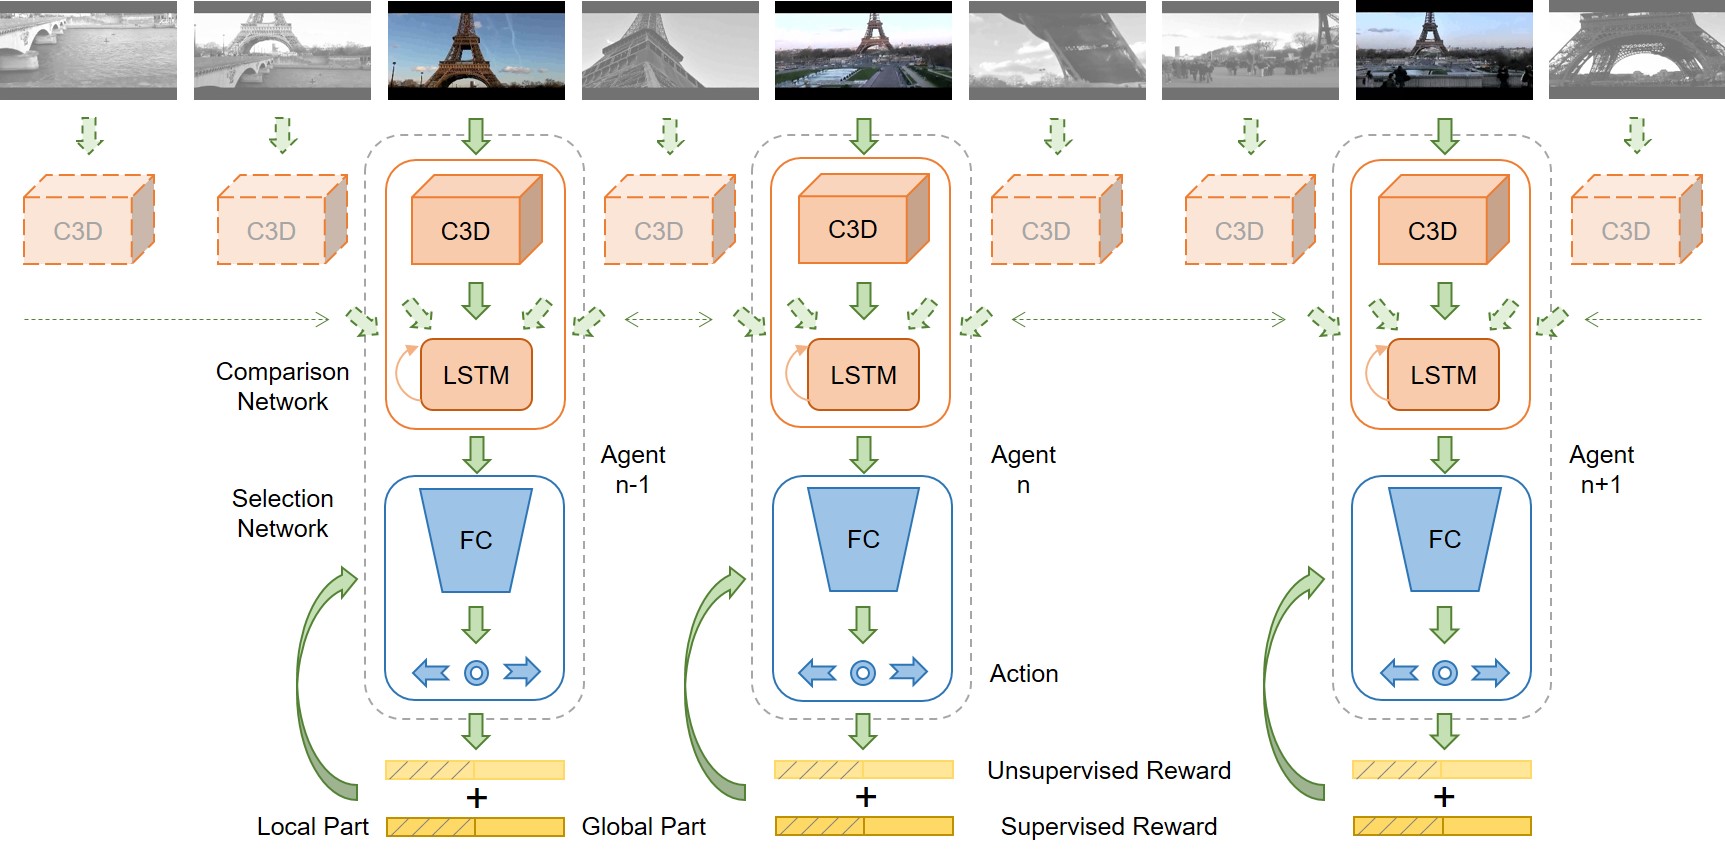 C3D C3D C3D C3D C3D C3D C3D C3D C3D
LSTM LSTM LSTM
Comparison
Network
Agent
n-1
Agent
n
Agent
n+1
Selection
Network
FC FC FC
Action
Unsupervised Reward
+ + +
Local Part Global Part Supervised Reward